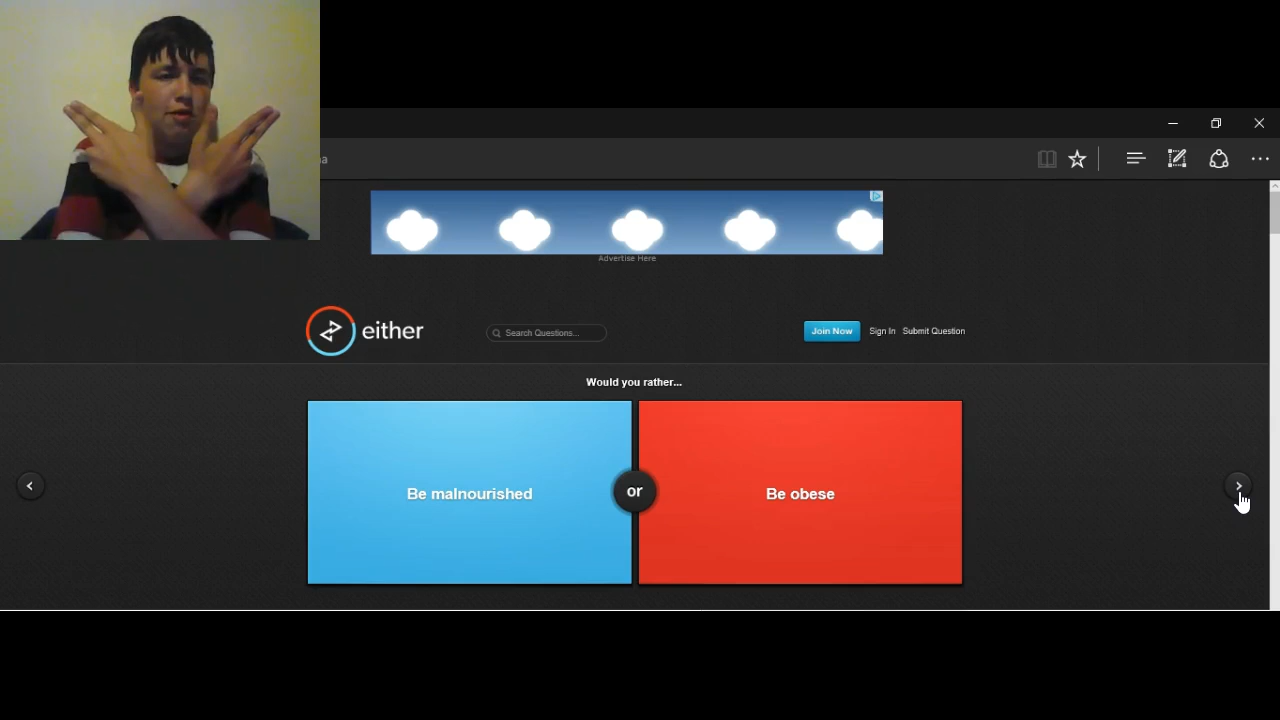 na
Advertise Here
either
Search Questions...
Join Now
Sign In
Submit Question
Would you rather...
Be malnourished
or
Be obese